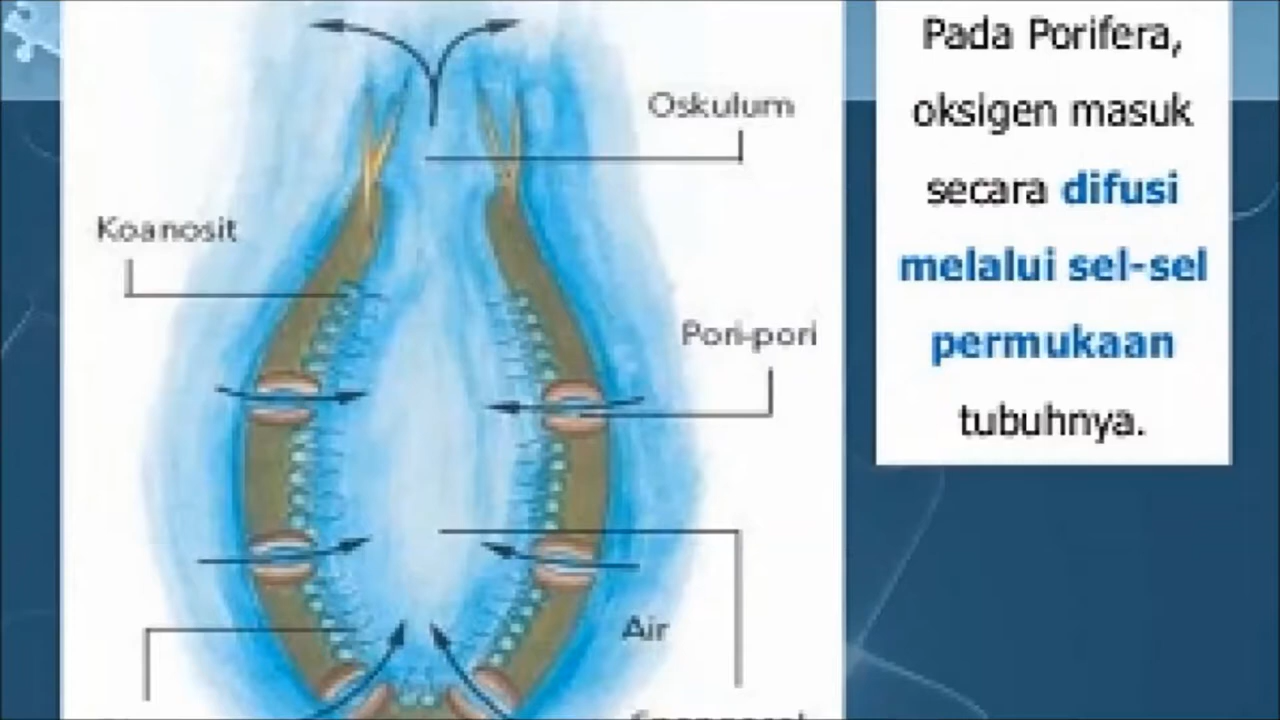 Pada Porifera,
oksigen masuk
secara difusi
melalui sel-sel
permukaan
tubuhnya.
Oskulum
Koanosit
Pori-pori
Air